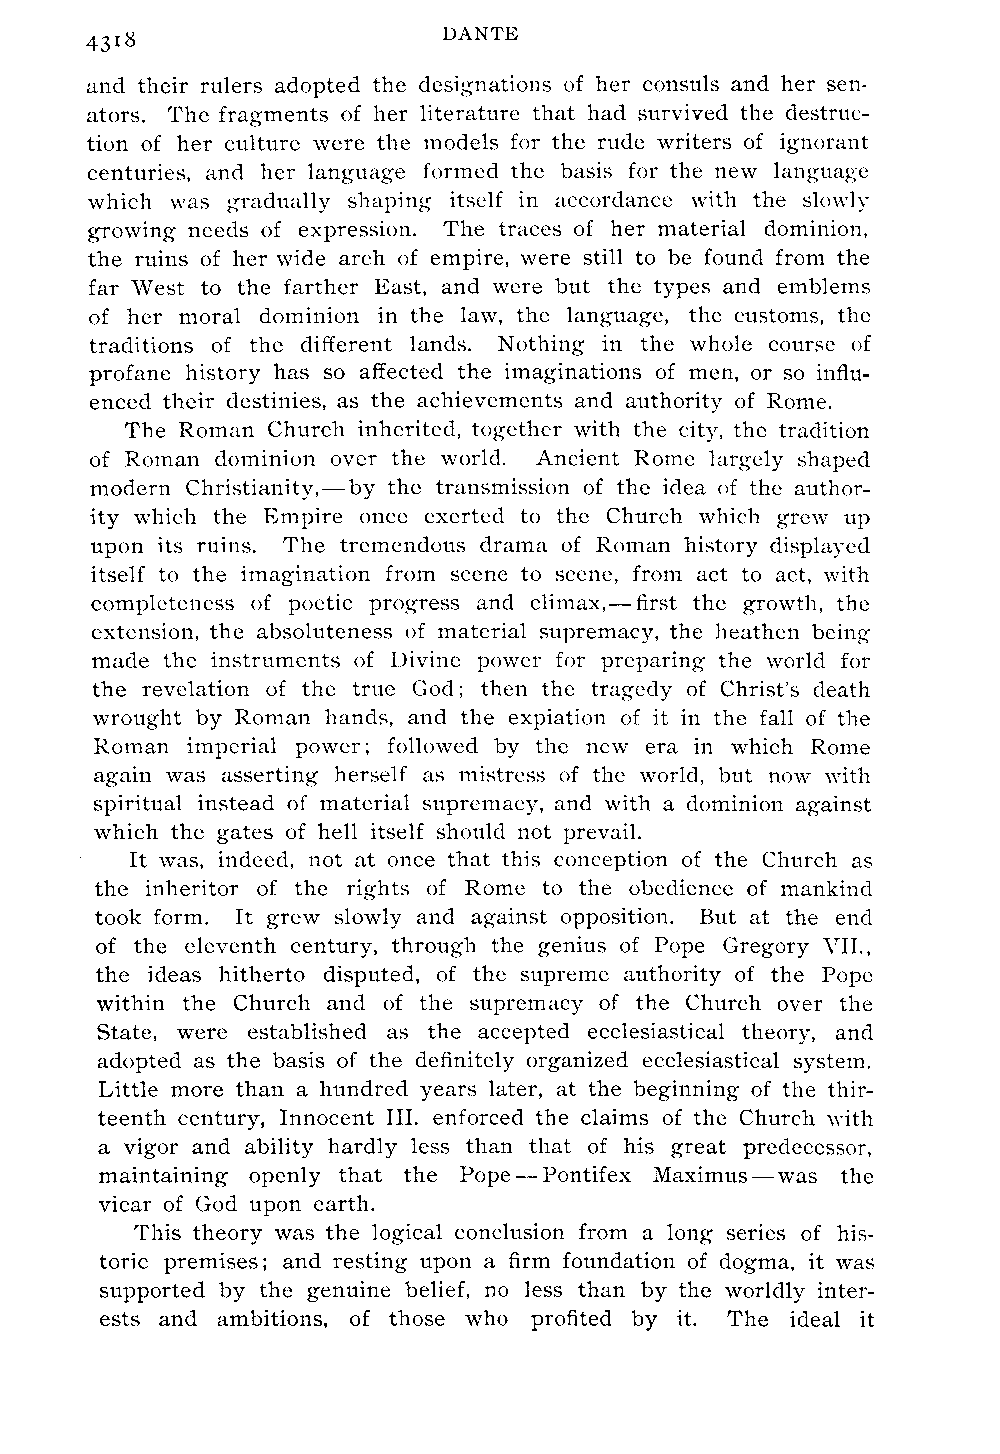 4318
DANTE
and their rulers adopted the designations of her consuls and her sen-
ators. The fragments of her literature that had survived the destruc-
tion of her culture were the models for the rude writers of ignorant
centuries, and her language formed the basis for the new language
which was gradually shaping itself in accordance with the slowly
growing needs of expression. The traces of her material dominion,
the ruins of her wide arch of empire, were still to be found from the
far West to the farther East, and were but the types and emblems
of her moral dominion in the law, the language, the customs, the
traditions of the different lands. Nothing in the whole course of
profane history has so affected the imaginations of men, or so influ-
enced their destinies, as the achievements and authority of Rome.
The Roman Church inherited, together with the city, the tradition
of Roman dominion over the world. Ancient Rome largely shaped
modern Christianity,—by the transmission of the idea of the author-
ity which the Empire once exerted to the Church which grew up
upon its ruins. The tremendous drama of Roman history displayed
itself to the imagination from scene to scene, from act to act, with
completeness of poetic progress and climax,—first the growth, the
extension, the absoluteness of material supremacy, the heathen being
made the instruments of Divine power for preparing the world for
the revelation of the true God; then the tragedy of Christ's death
wrought by Roman hands, and the expiation of it in the fall of the
Roman imperial power; followed by the new era in which Rome
again was asserting herself as mistress of the world, but now with
spiritual instead of material supremacy, and with a dominion against
which the gates of hell itself should not prevail.
It was, indeed, not at once that this conception of the Church as
the inheritor of the rights of Rome to the obedience of mankind
took form. It grew slowly and against opposition. But at the end
of the eleventh century, through the genius of Pope Gregory VII.,
the ideas hitherto disputed, of the supreme authority of the Pope
within the Church and of the supremacy of the Church over the
State, were established as the accepted ecclesiastical theory, and
adopted as the basis of the definitely organized ecclesiastical system.
Little more than a hundred years later, at the beginning of the thir-
teenth century, Innocent III. enforced the claims of the Church with
a vigor and ability hardly less than that of his great predecessor,
maintaining openly that the Pope—Pontifex Maximus—was the
vicar of God upon earth.
This theory was the logical conclusion from a long series of his-
toric premises; and resting upon a firm foundation of dogma, it was
supported by the genuine belief, no less than by the worldly inter-
ests and ambitions, of those who profited by it. The ideal it